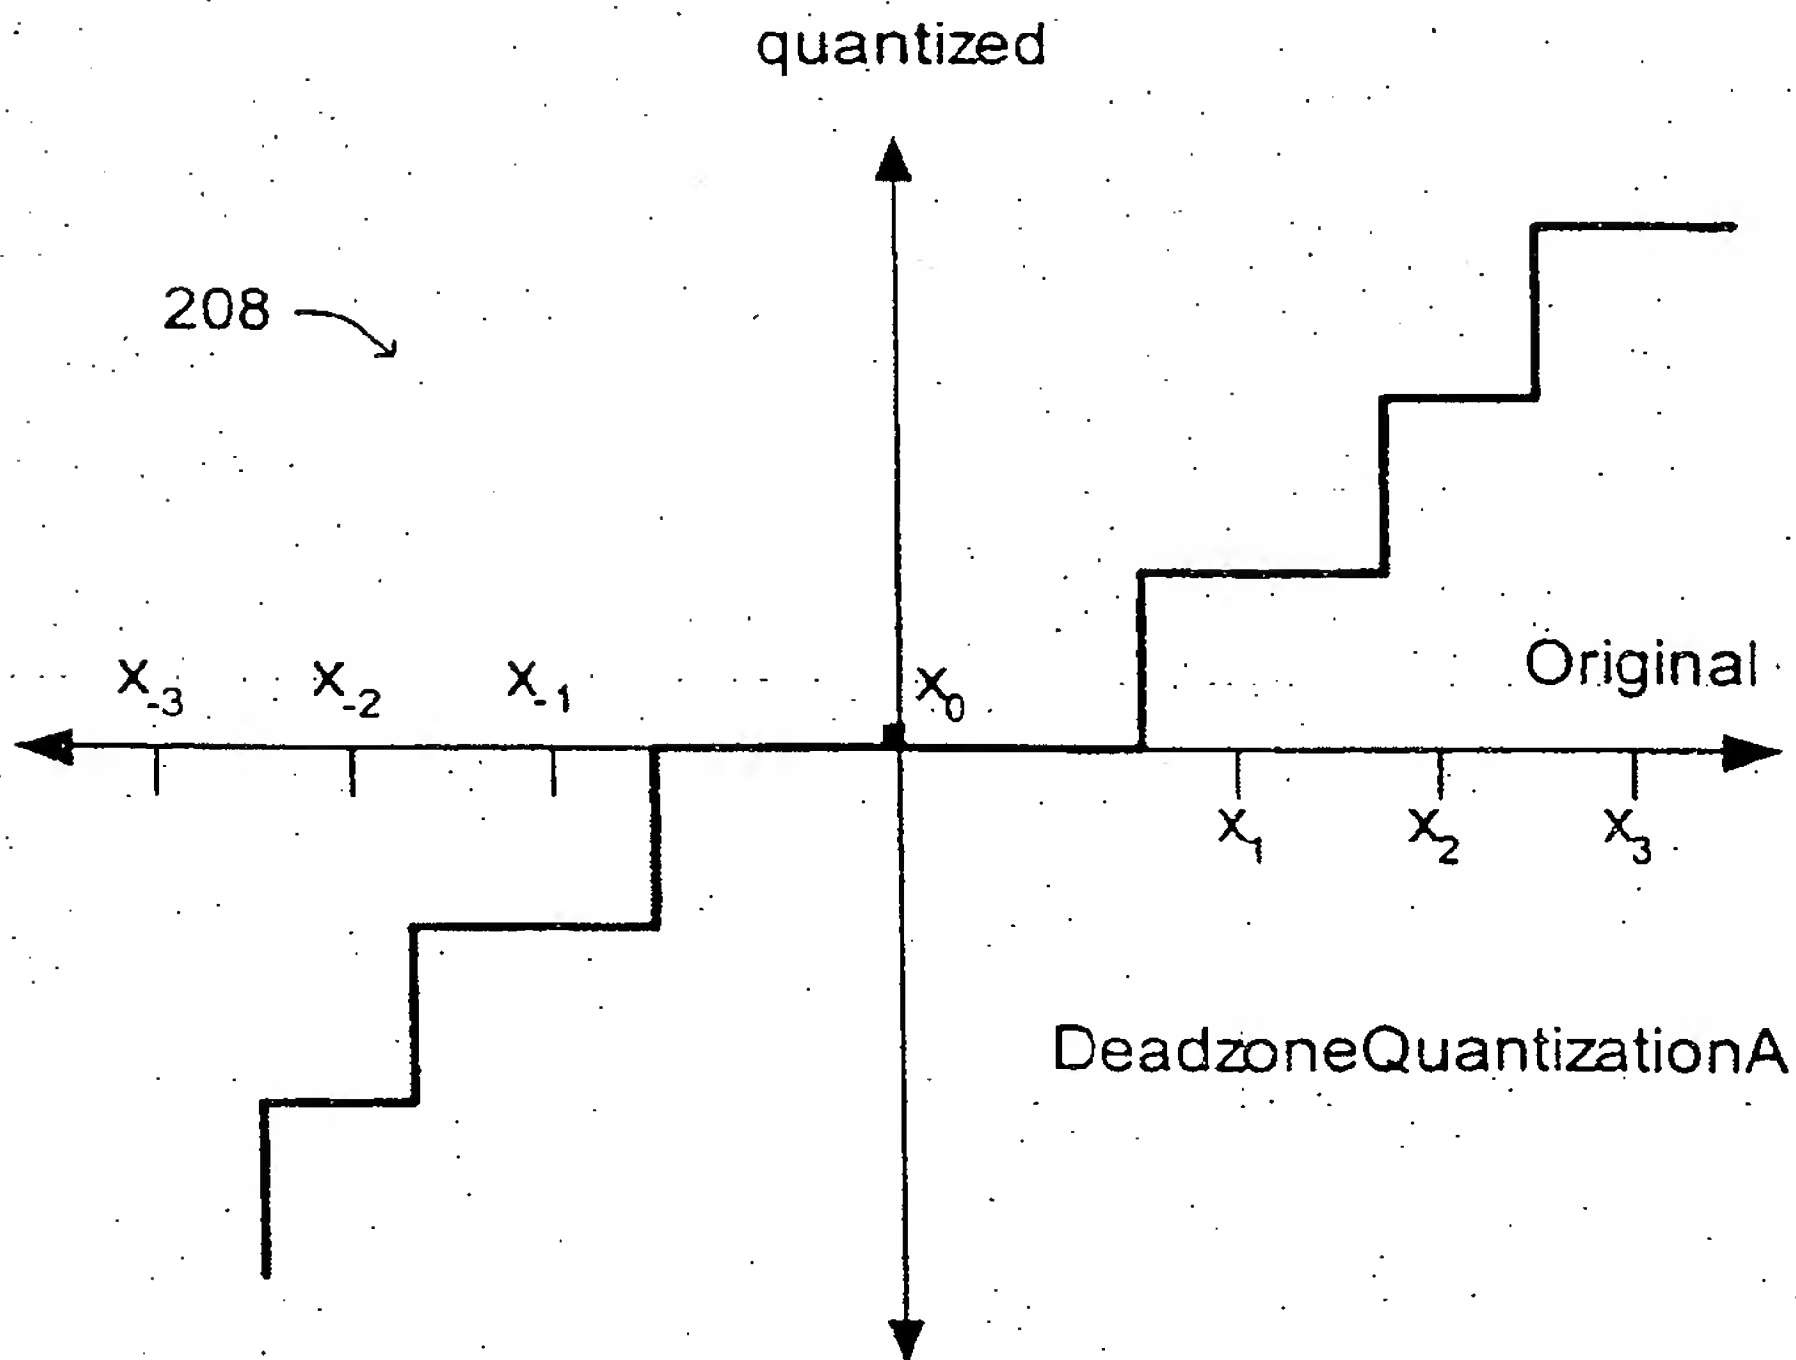 quantized
208
Original
X-3 X-2 X-1 X0
X1 X2 X3
DeadzoneQuantizationA